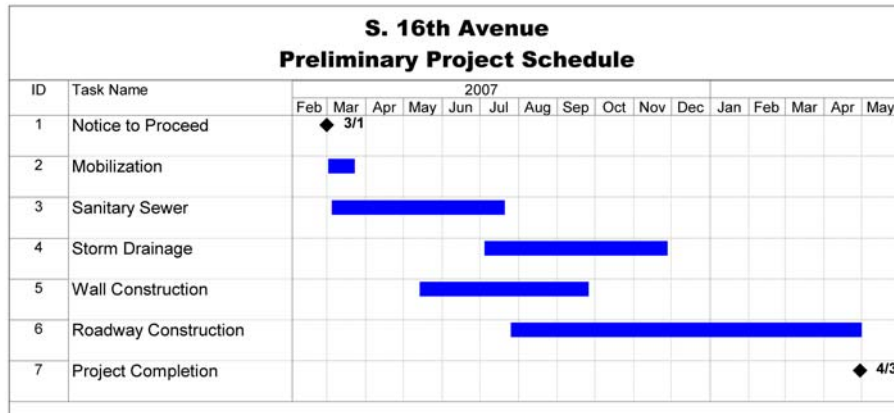 S. 16th Avenue
Preliminary Project Schedule
ID Task Name 2007
Feb Mar Apr May Jun Jul Aug Sep Oct Nov Dec Jan Feb Mar Apr May
1 Notice to Proceed 3/1
2 Mobilization
3 Sanitary Sewer
4 Storm Drainage
5 Wall Construction
6 Roadway Construction
7 Project Completion 4/3